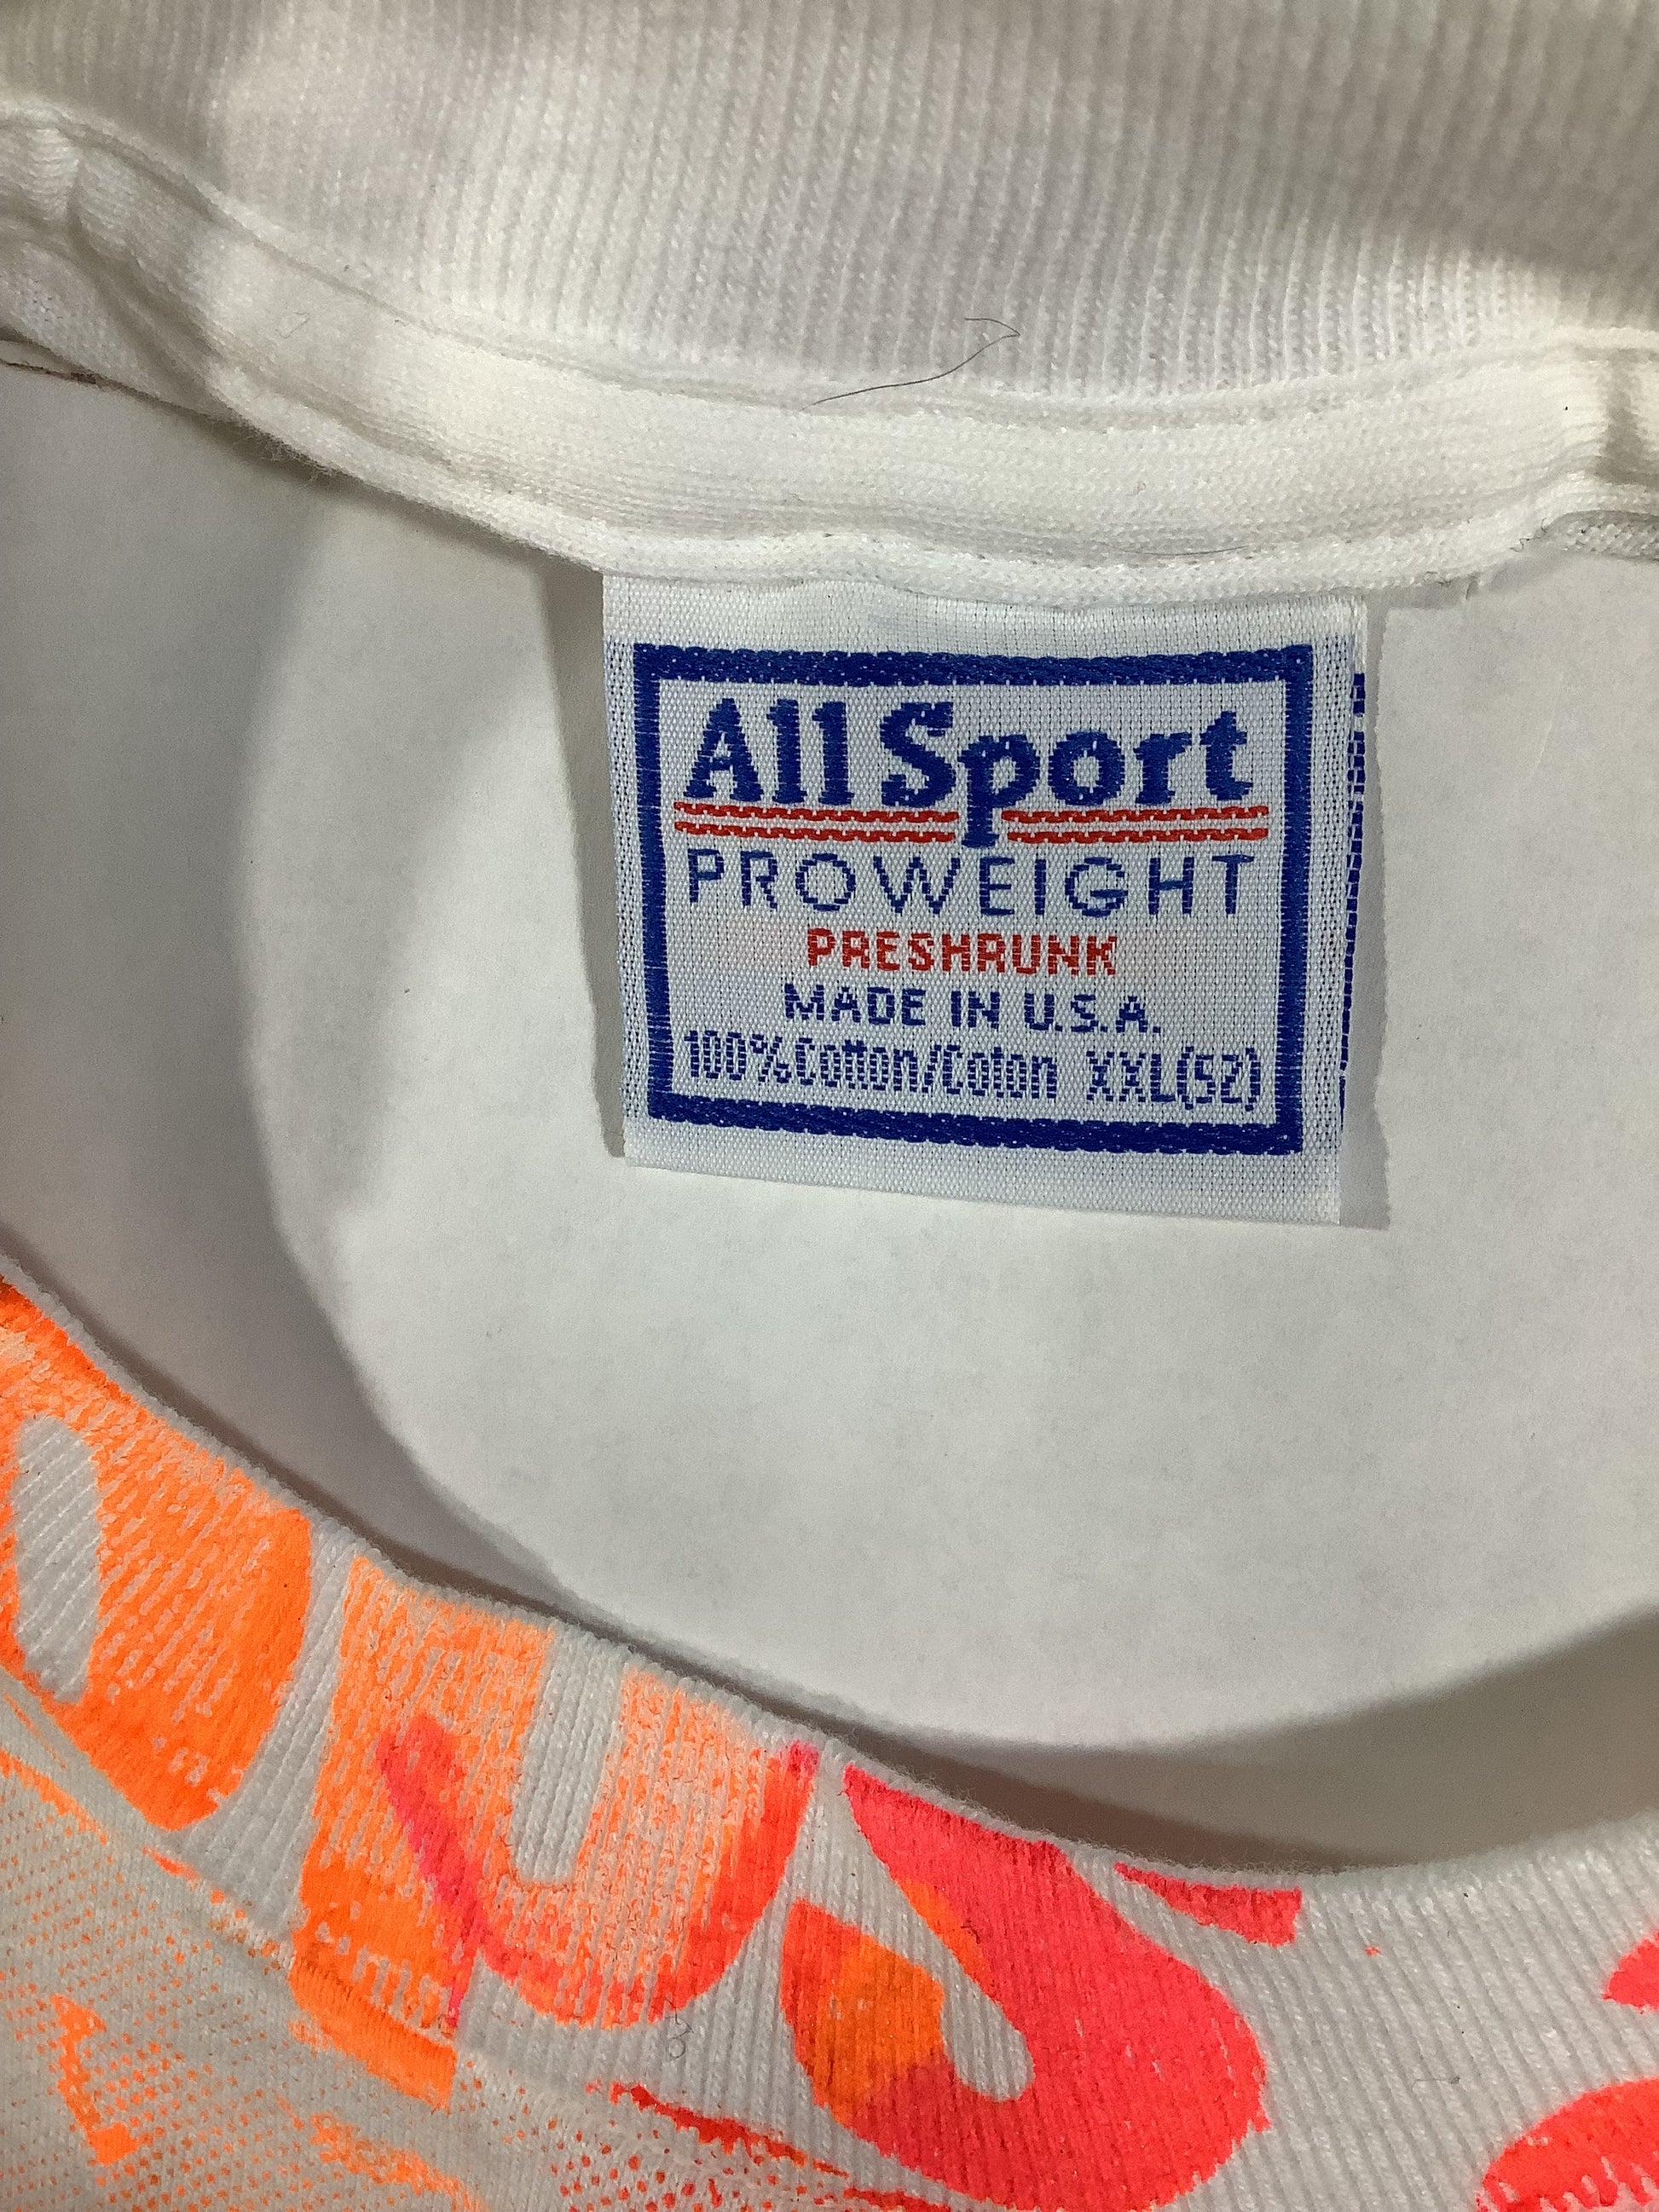 All Sport
PROWEIGHT
PRESHRUNK
MADE IN U.S.A.
100% Cotton/Coton XXL(52)